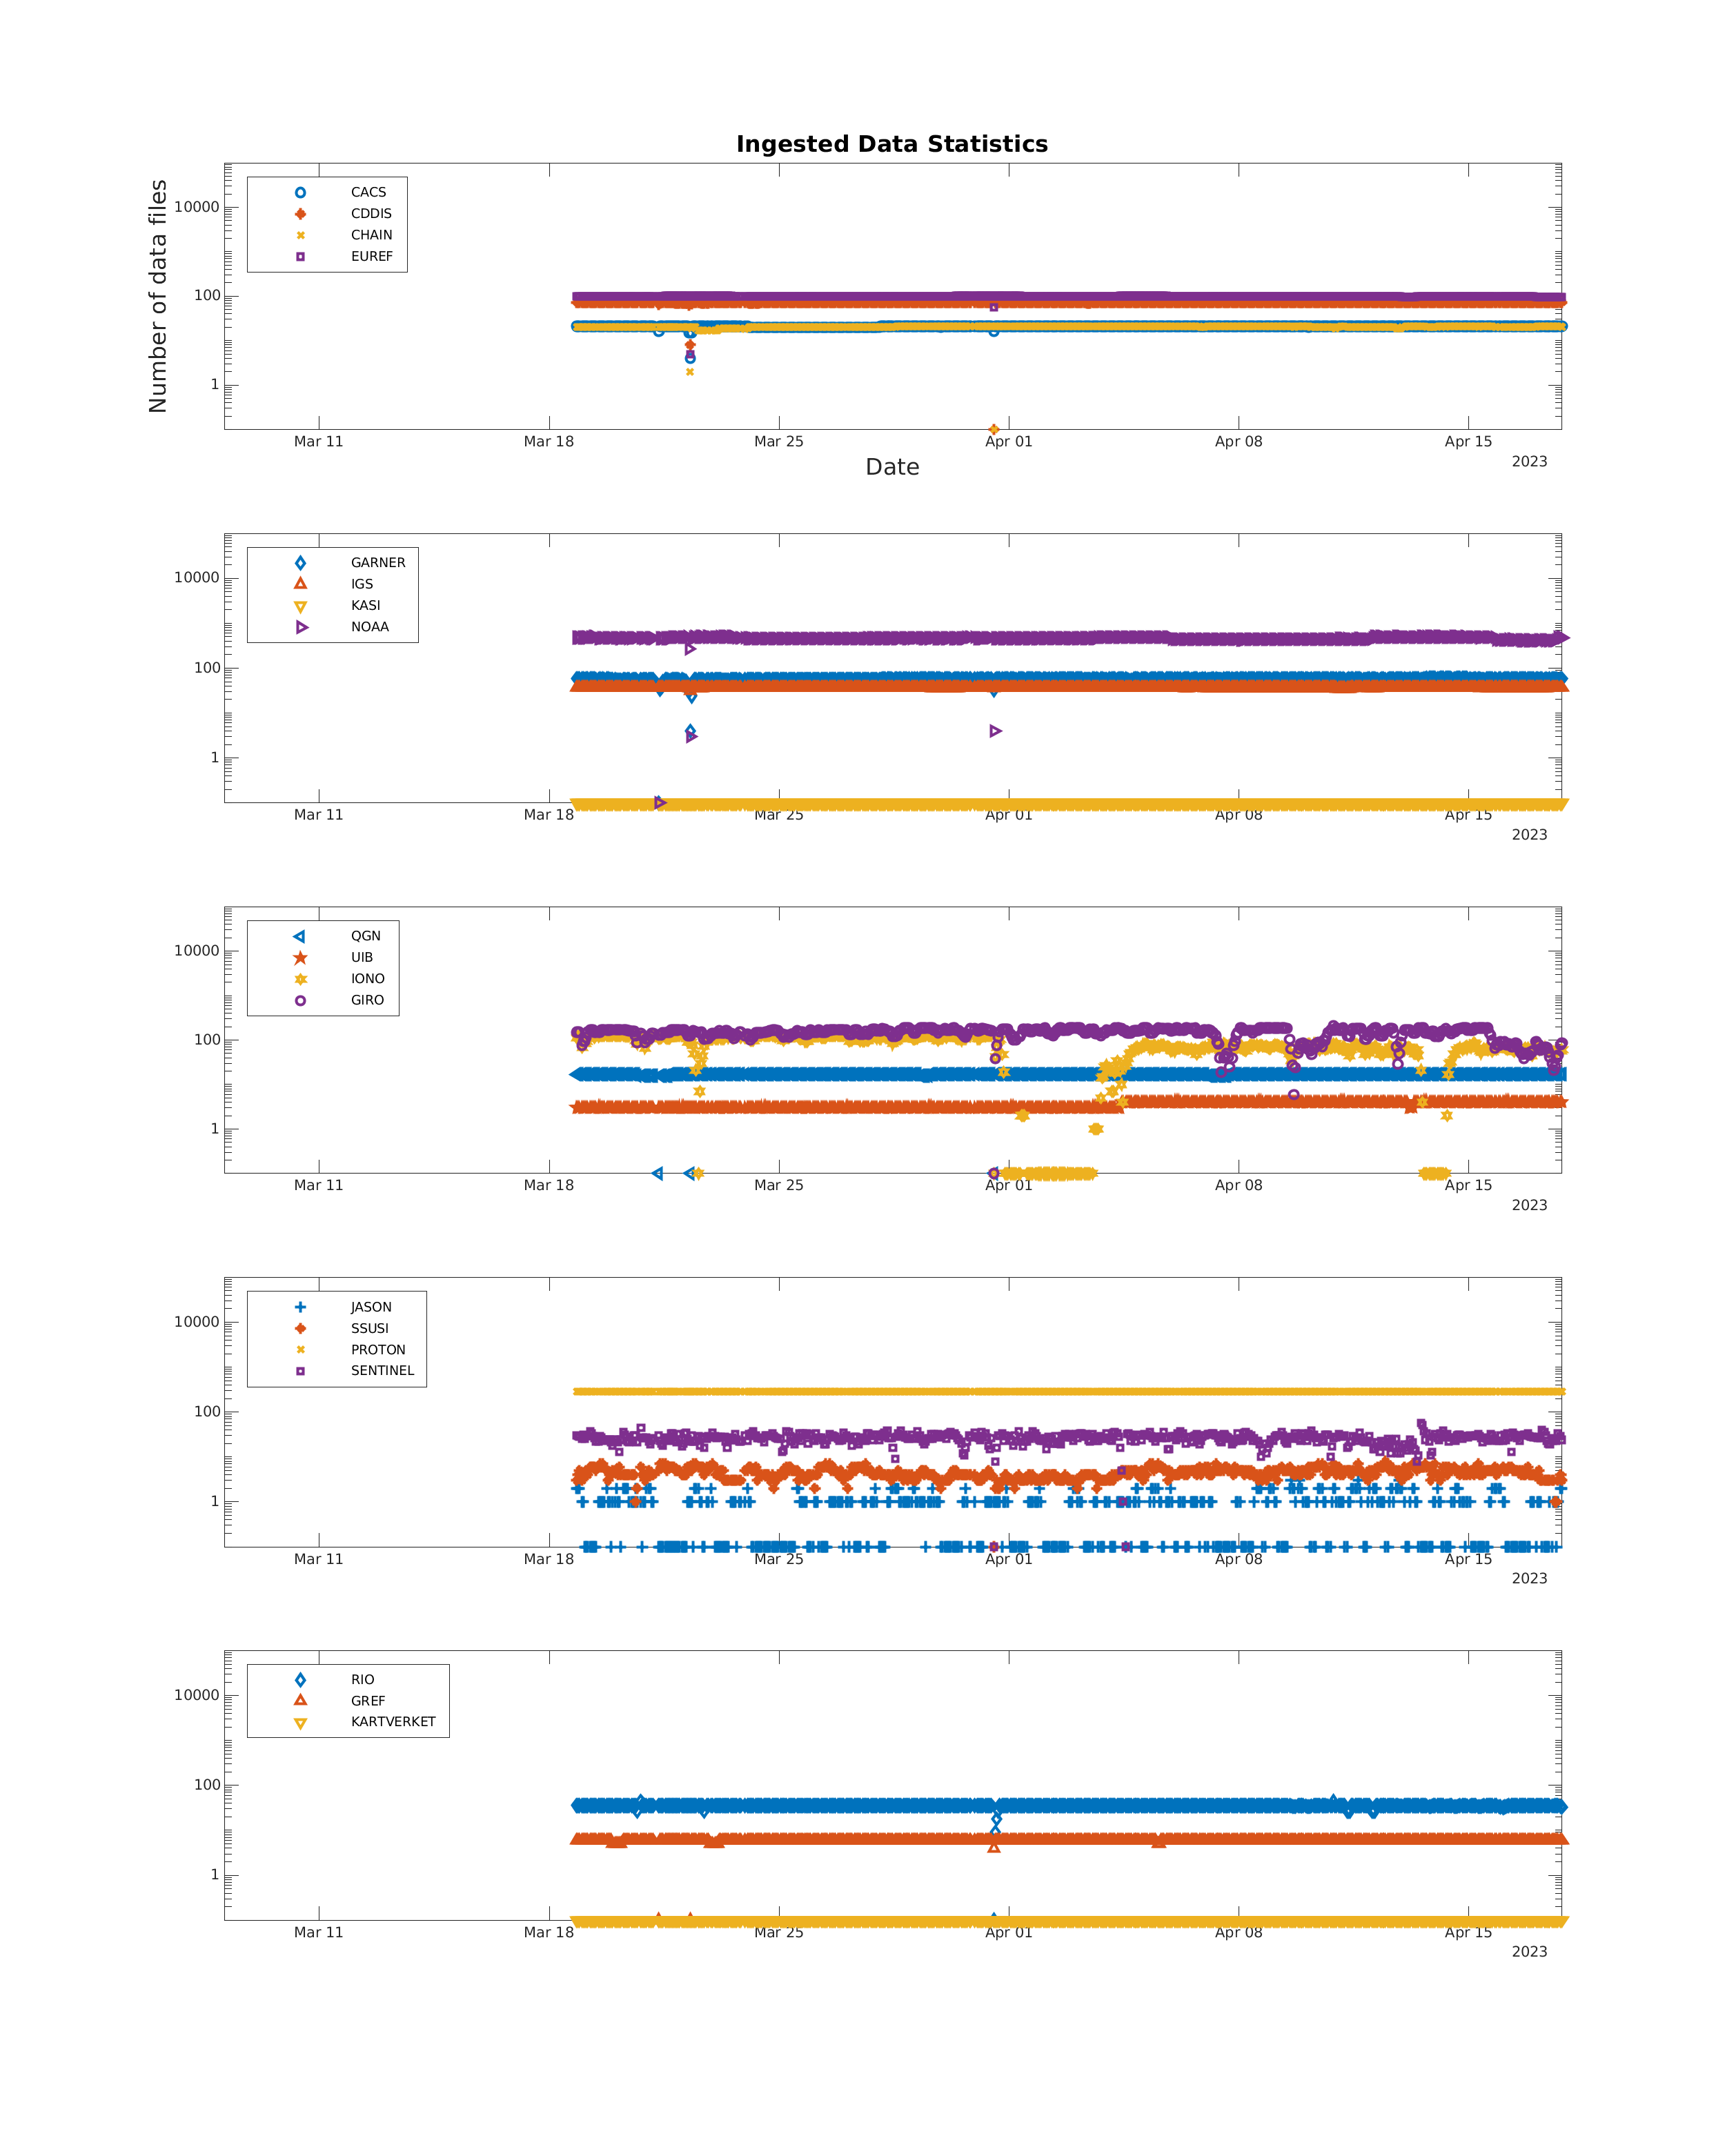 Ingested Data Statistics
Number of data files
10000
100
1
CACS
CDDIS
CHAIN
EUREF
Mar 11 Mar 18 Mar 25 Apr 01 Apr 08 Apr 15
2023
Date
10000
100
1
GARNER
IGS
KASI
NOAA
Mar 11 Mar 18 Mar 25 Apr 01 Apr 08 Apr 15
2023
10000
100
1
QGN
UIB
IONO
GIRO
Mar 11 Mar 18 Mar 25 Apr 01 Apr 08 Apr 15
2023
10000
100
1
JASON
SSUSI
PROTON
SENTINEL
Mar 11 Mar 18 Mar 25 Apr 01 Apr 08 Apr 15
2023
10000
100
1
RIO
GREF
KARTVERKET
Mar 11 Mar 18 Mar 25 Apr 01 Apr 08 Apr 15
2023